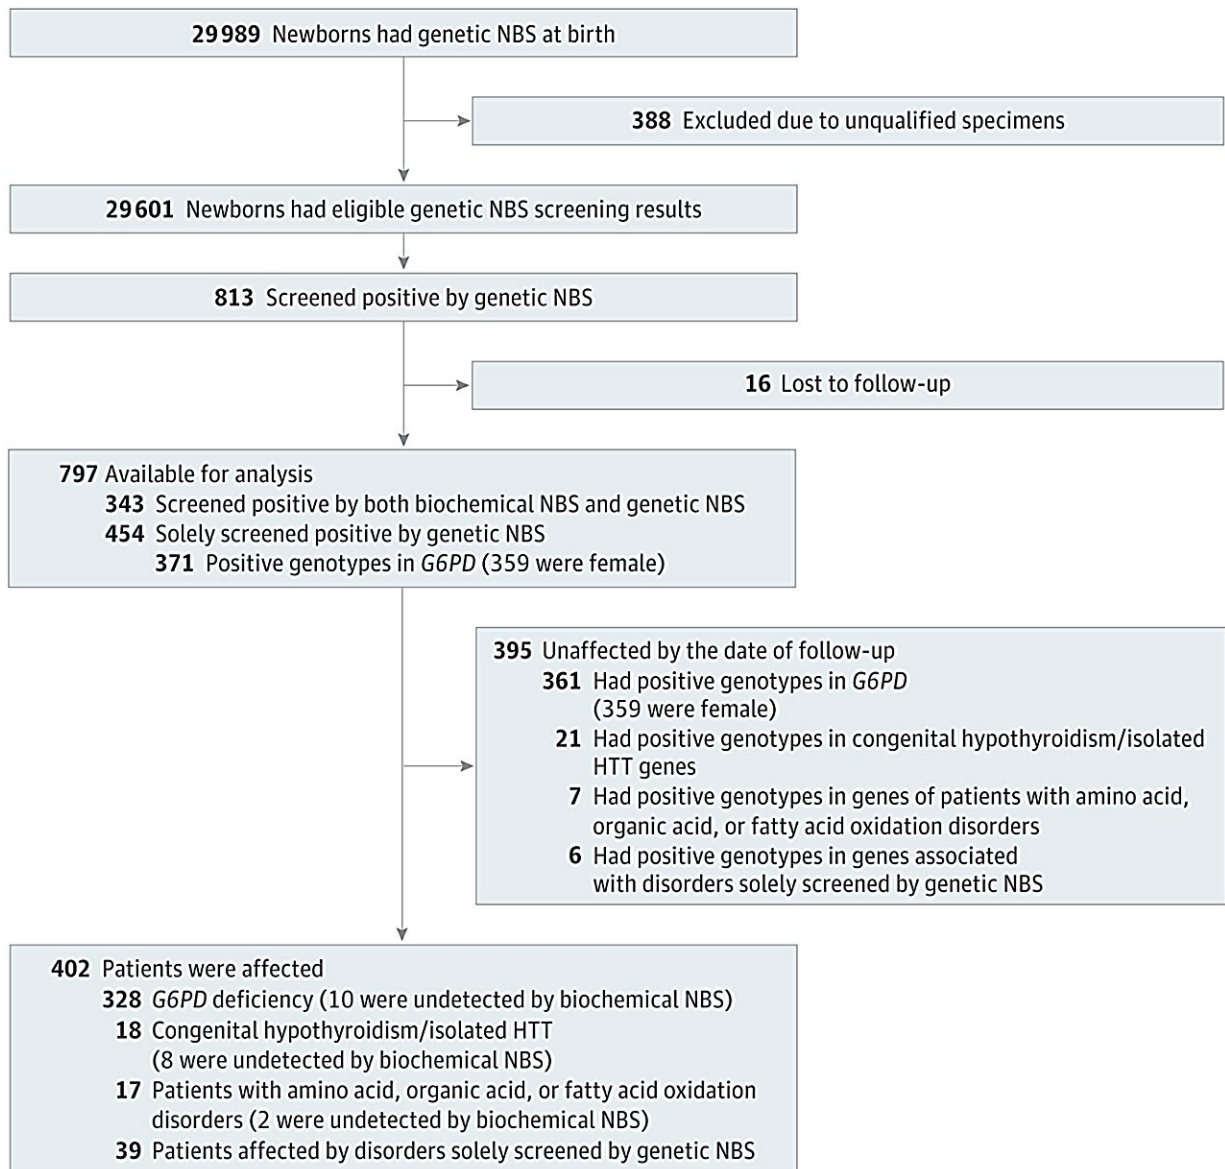 29989 Newborns had genetic NBS at birth
388 Excluded due to unqualified specimens
29601 Newborns had eligible genetic NBS screening results
813 Screened positive by genetic NBS
16 Lost to follow-up
797 Available for analysis
343 Screened positive by both biochemical NBS and genetic NBS
454 Solely screened positive by genetic NBS
371 Positive genotypes in G6PD (359 were female)
395 Unaffected by the date of follow-up
361 Had positive genotypes in G6PD
(359 were female)
21 Had positive genotypes in congenital hypothyroidism/isolated
HTT genes
7 Had positive genotypes in genes of patients with amino acid,
organic acid, or fatty acid oxidation disorders
6 Had positive genotypes in genes associated
with disorders solely screened by genetic NBS
402 Patients were affected
328 G6PD deficiency (10 were undetected by biochemical NBS)
18 Congenital hypothyroidism/isolated HTT
(8 were undetected by biochemical NBS)
17 Patients with amino acid, organic acid, or fatty acid oxidation
disorders (2 were undetected by biochemical NBS)
39 Patients affected by disorders solely screened by genetic NBS